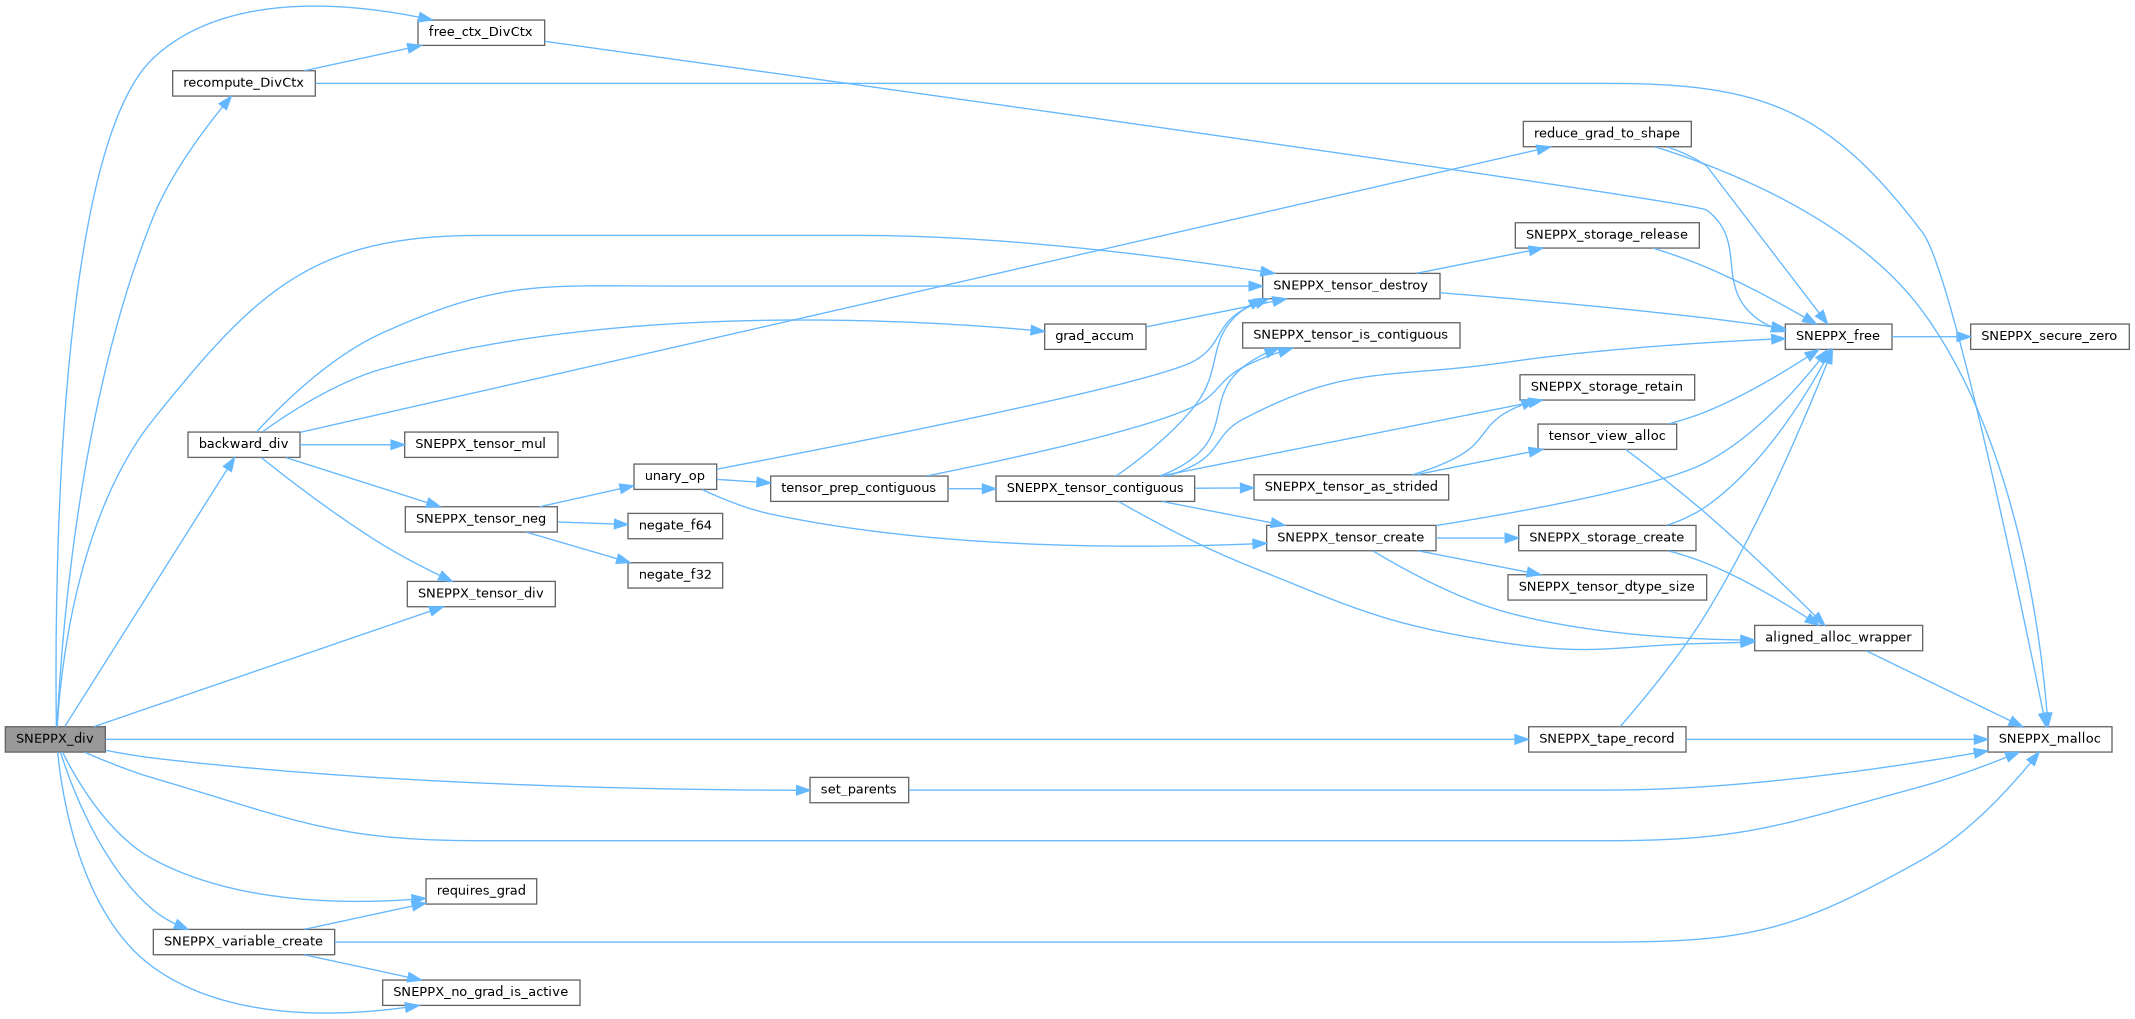 free_ctx_DivCtx
recompute_DivCtx
reduce_grad_to_shape
SNEPPX_storage_release
SNEPPX_tensor_destroy
grad_accum
SNEPPX_tensor_is_contiguous
SNEPPX_free
SNEPPX_secure_zero
SNEPPX_storage_retain
backward_div
SNEPPX_tensor_mul
tensor_view_alloc
unary_op
tensor_prep_contiguous
SNEPPX_tensor_contiguous
SNEPPX_tensor_as_strided
SNEPPX_tensor_neg
negate_f64
SNEPPX_tensor_create
SNEPPX_storage_create
negate_f32
SNEPPX_tensor_dtype_size
SNEPPX_tensor_div
aligned_alloc_wrapper
SNEPPX_div
SNEPPX_tape_record
SNEPPX_malloc
set_parents
requires_grad
SNEPPX_variable_create
SNEPPX_no_grad_is_active